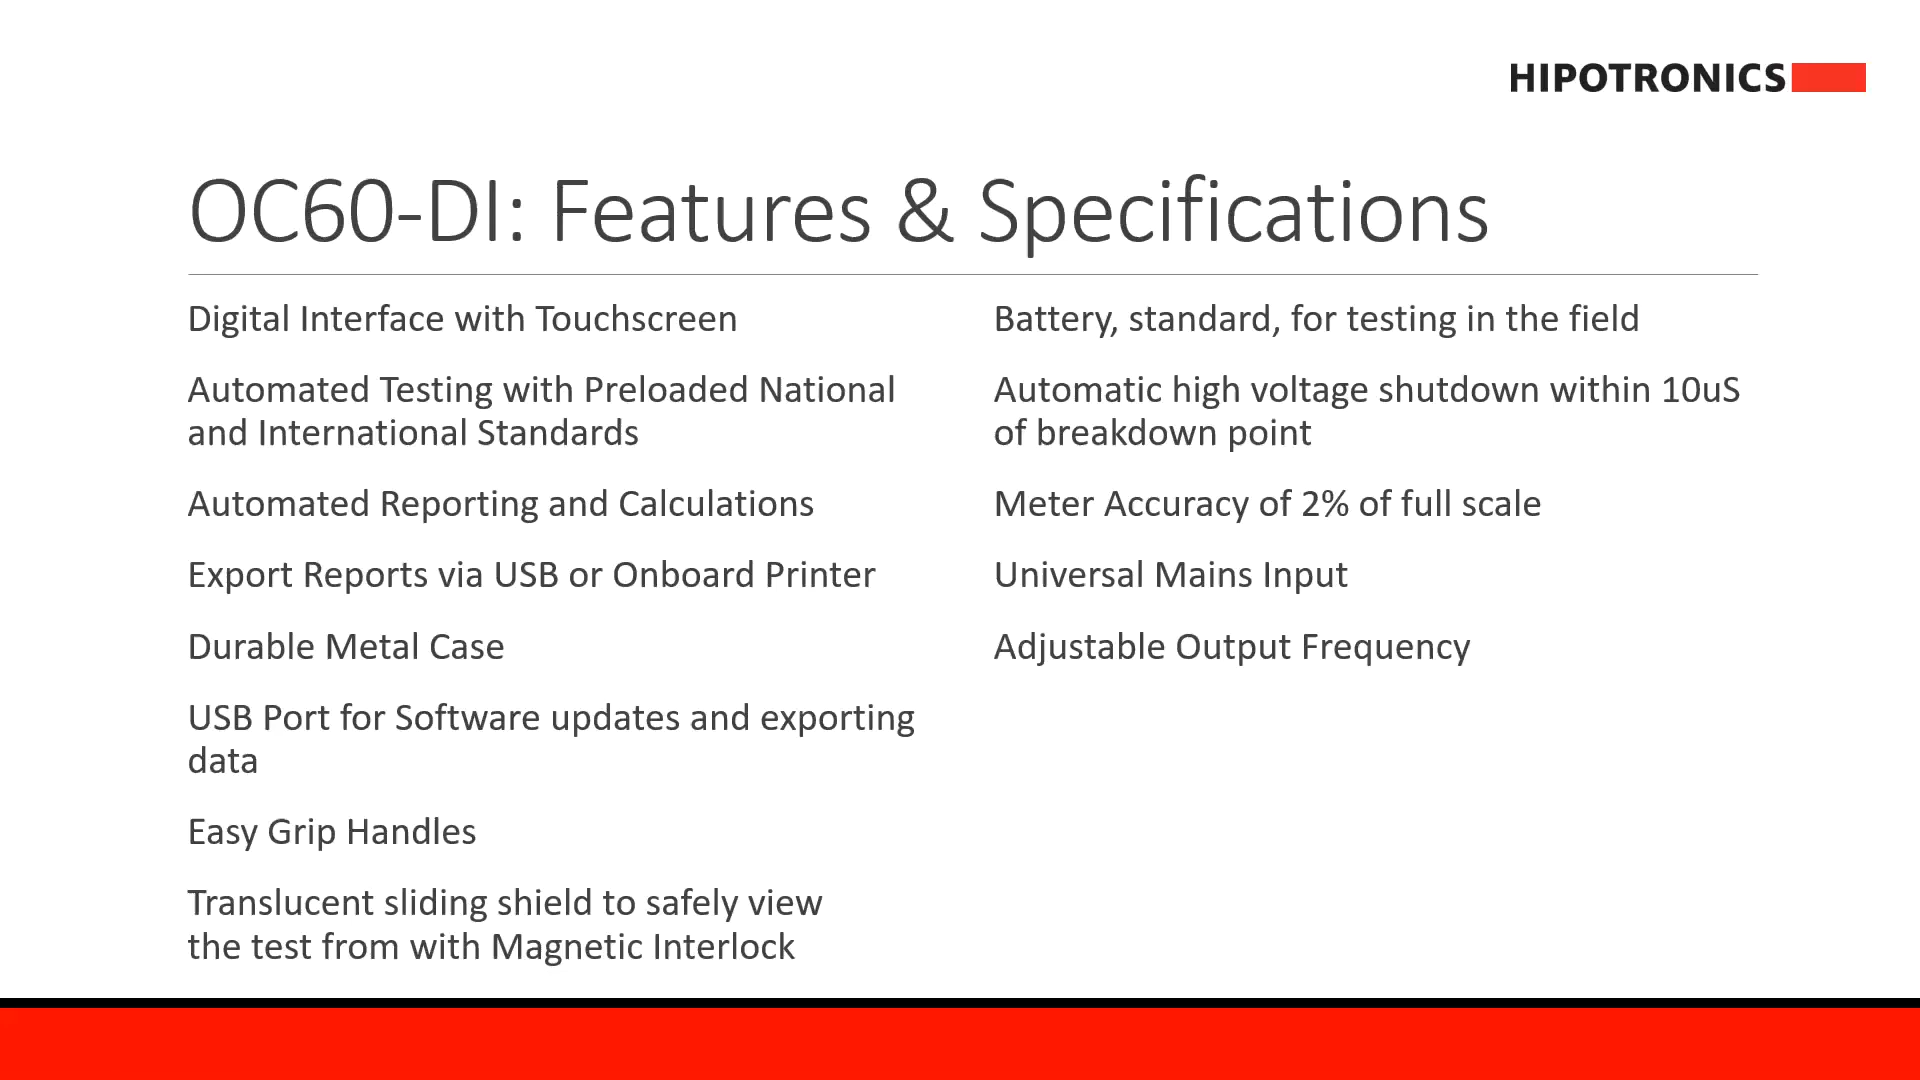 HIPOTRONICS
OC60-DI: Features & Specifications
Digital Interface with Touchscreen
Automated Testing with Preloaded National
and International Standards
Automated Reporting and Calculations
Export Reports via USB or Onboard Printer
Durable Metal Case
USB Port for Software updates and exporting
data
Easy Grip Handles
Translucent sliding shield to safely view
the test from with Magnetic Interlock
Battery, standard, for testing in the field
Automatic high voltage shutdown within 10uS
of breakdown point
Meter Accuracy of 2% of full scale
Universal Mains Input
Adjustable Output Frequency